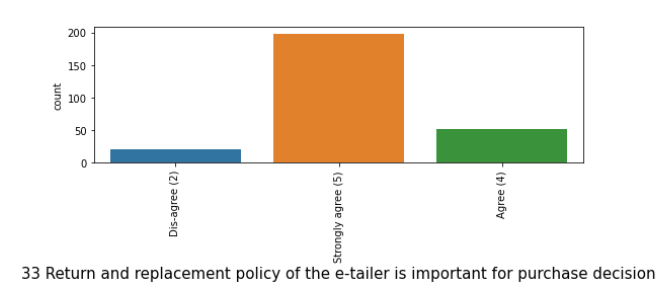 200
150
100
50
0
count
Dis-agree (2)
Strongly agree (5)
Agree (4)
33 Return and replacement policy of the e-tailer is important for purchase decision